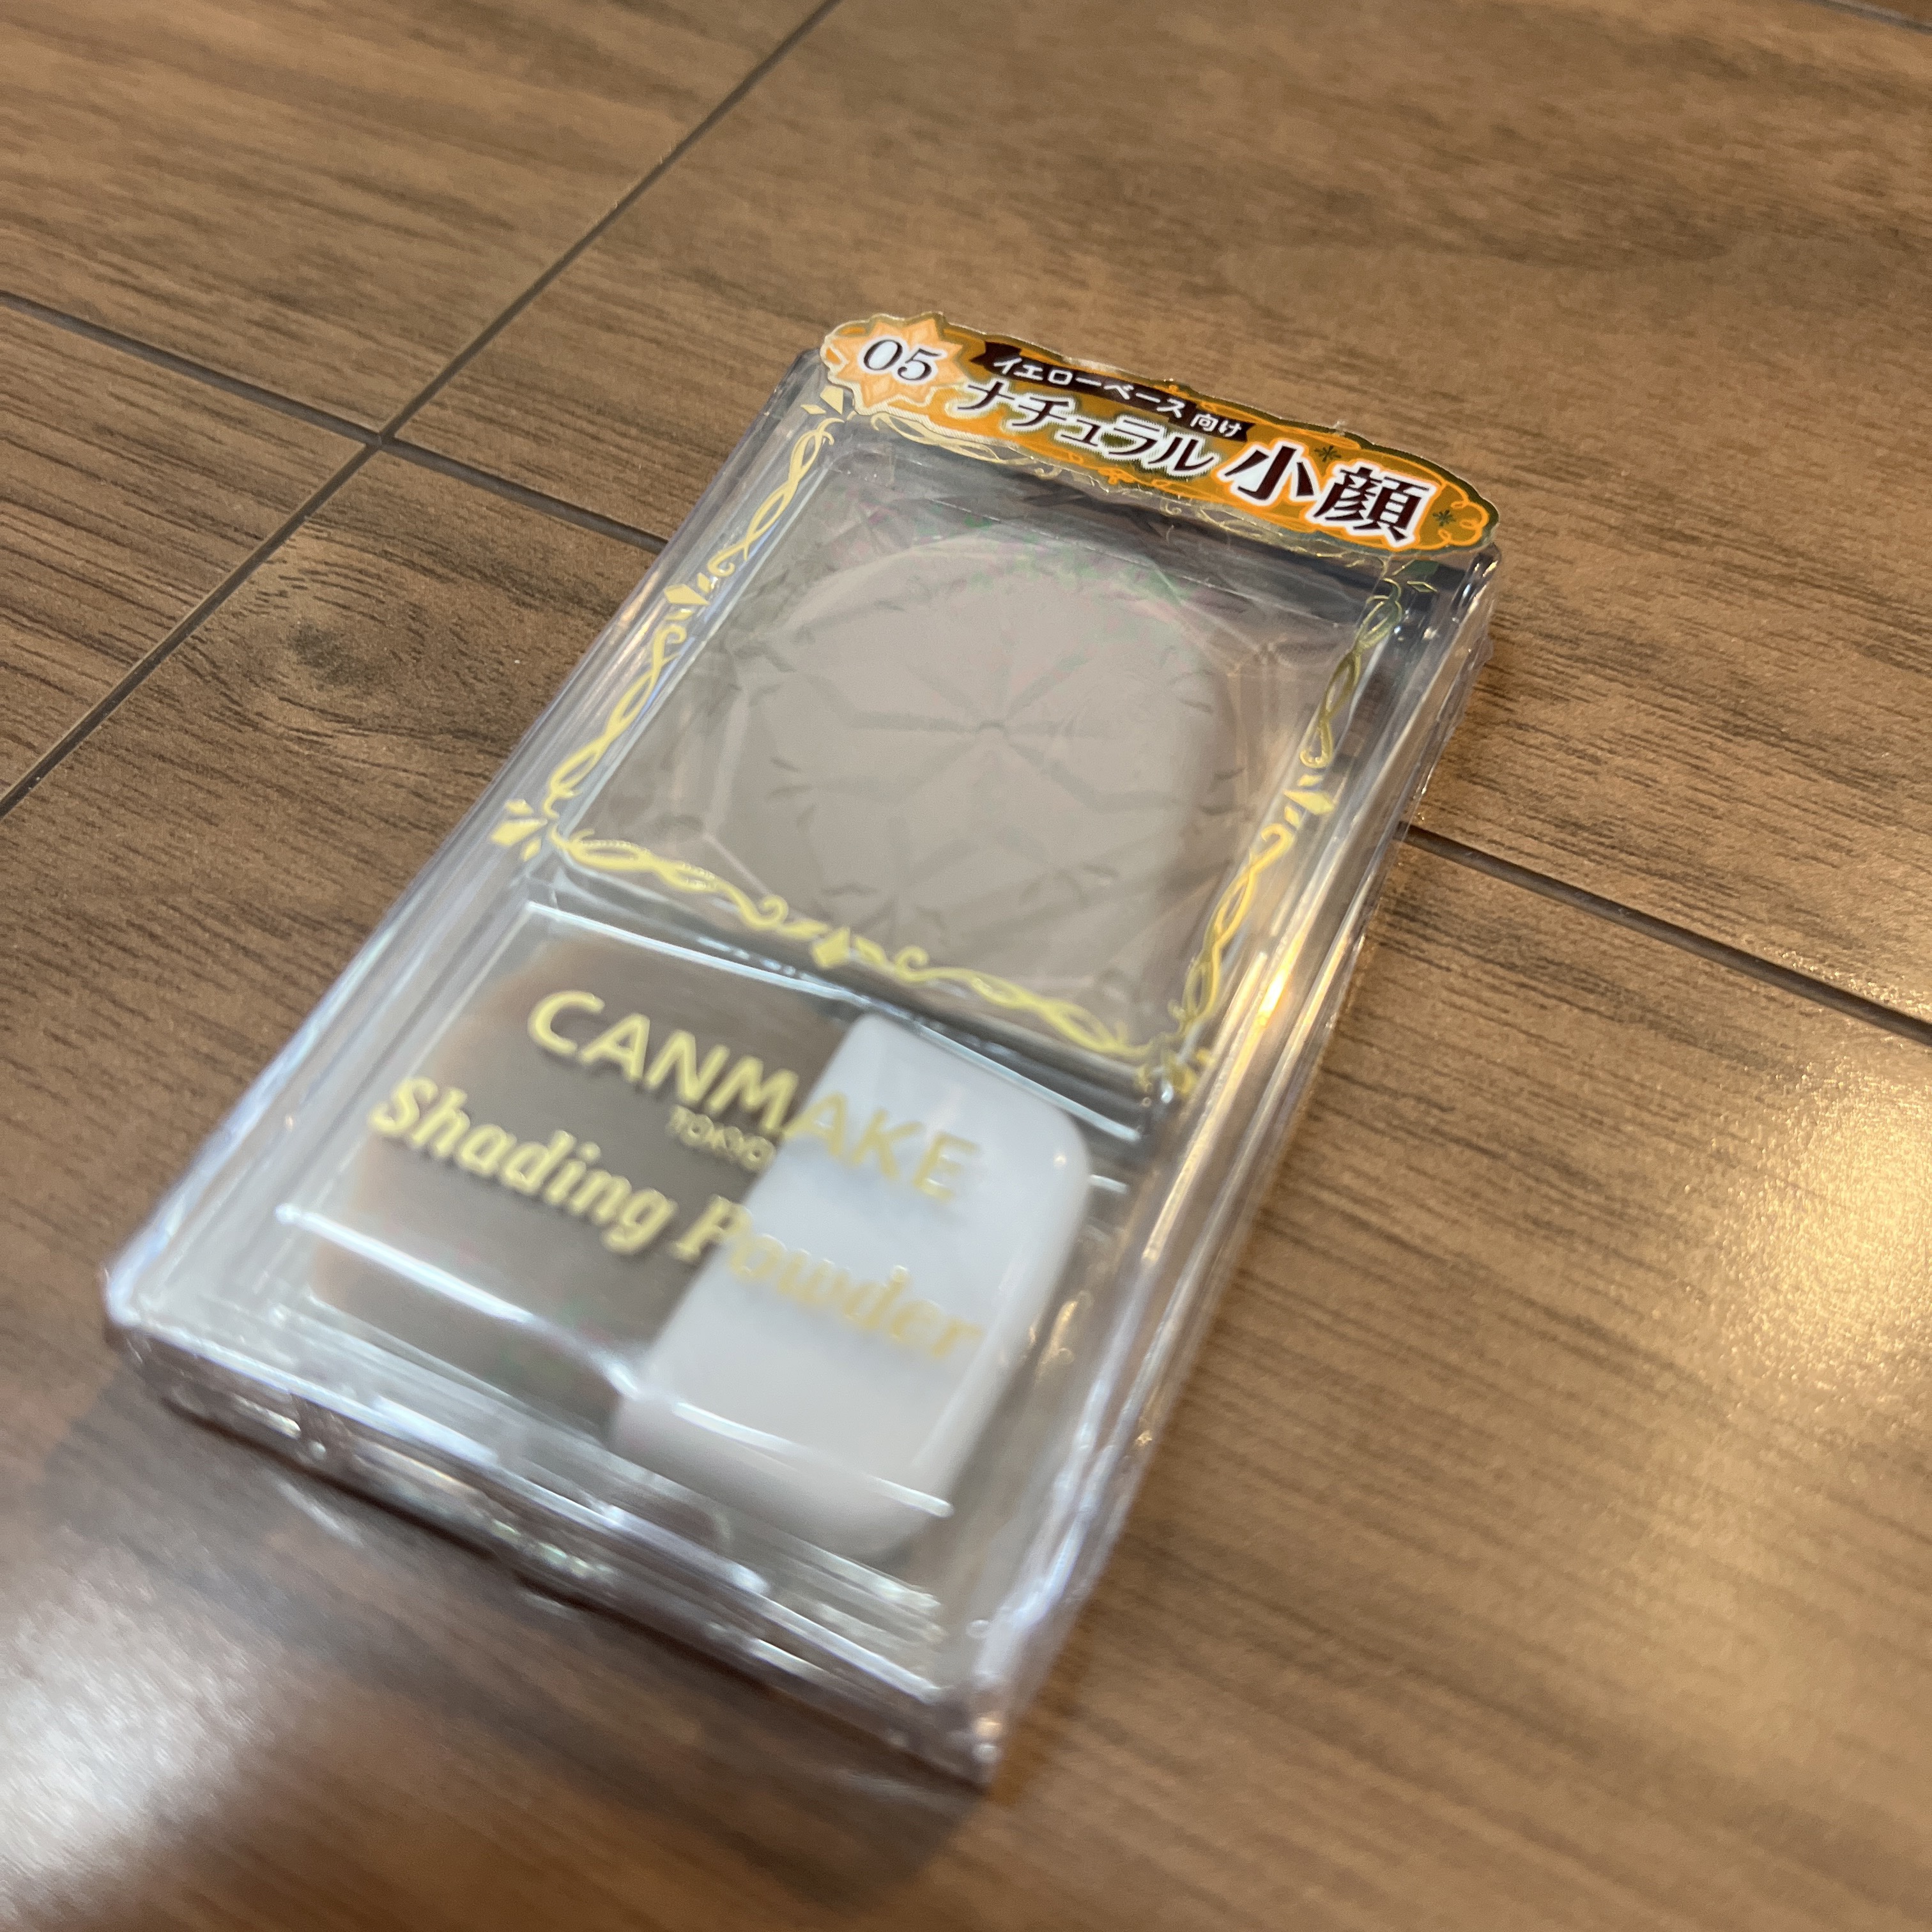 05
イエローベース向け
ナチュラル小顔
CANMAKE
TOKYO
Shading Powder